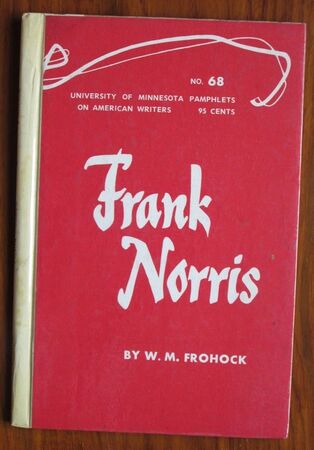 NO. 68
UNIVERSITY OF MINNESOTA PAMPHLETS
ON AMERICAN WRITERS 95 CENTS
Frank
Norris
BY W. M. FROHOCK